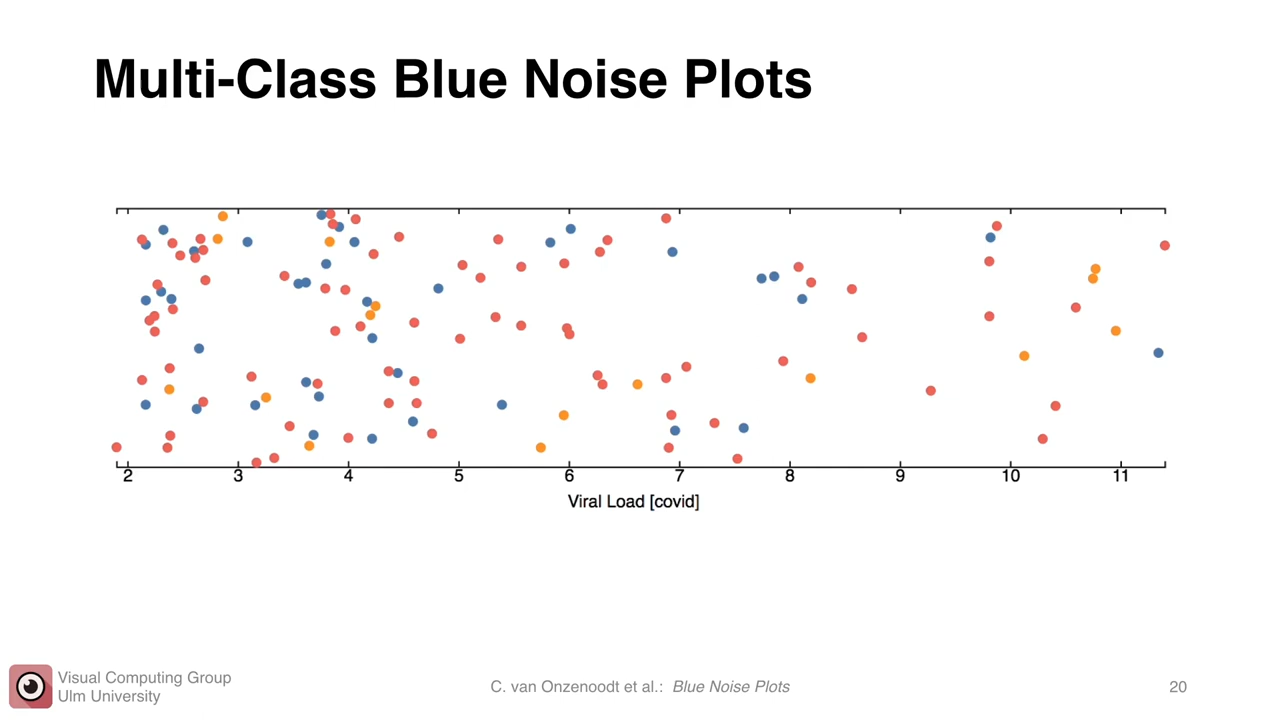 Multi-Class Blue Noise Plots
2 3 4 5 6 7 8 9 10 11
Viral Load [covid]
Visual Computing Group
Ulm University
C. van Onzenoodt et al.: Blue Noise Plots
20